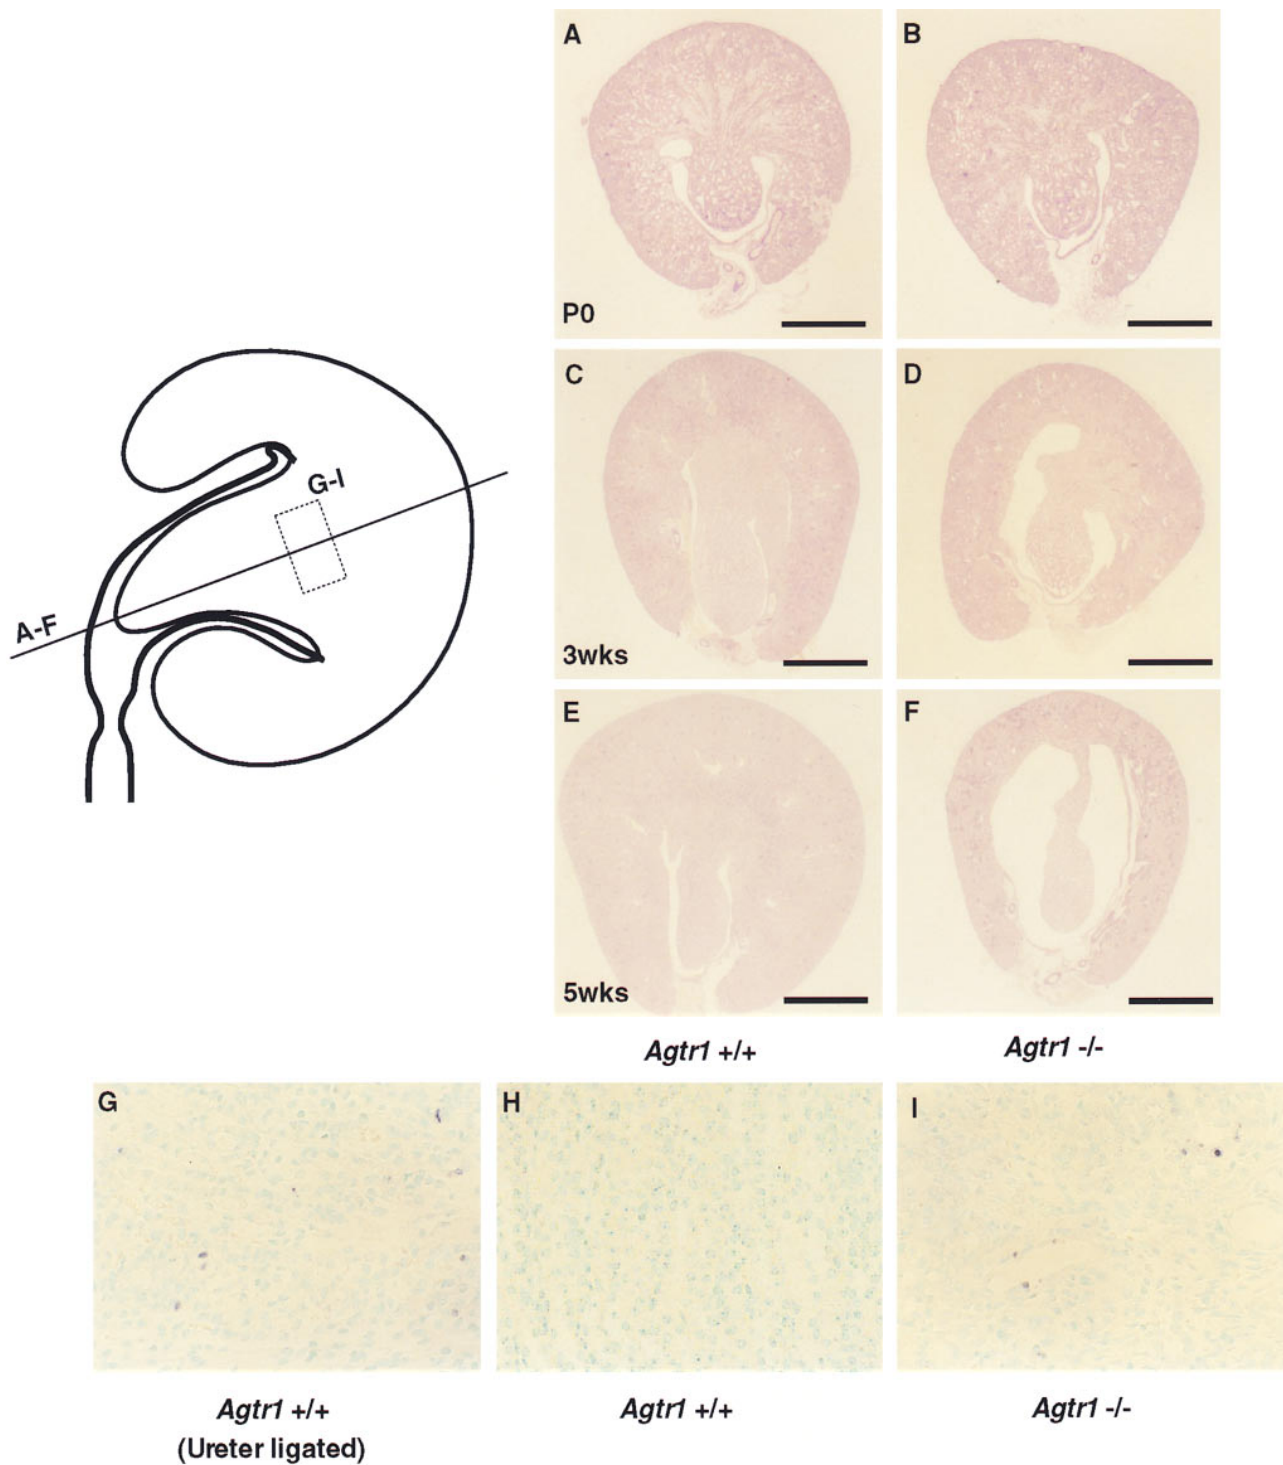 A
B
P0
C
D
G-I
A-F
3wks
E
F
5wks
Agtr1 +/+
Agtr1 -/-
G
H
I
Agtr1 +/+
Agtr1 +/+
Agtr1 -/-
(Ureter ligated)